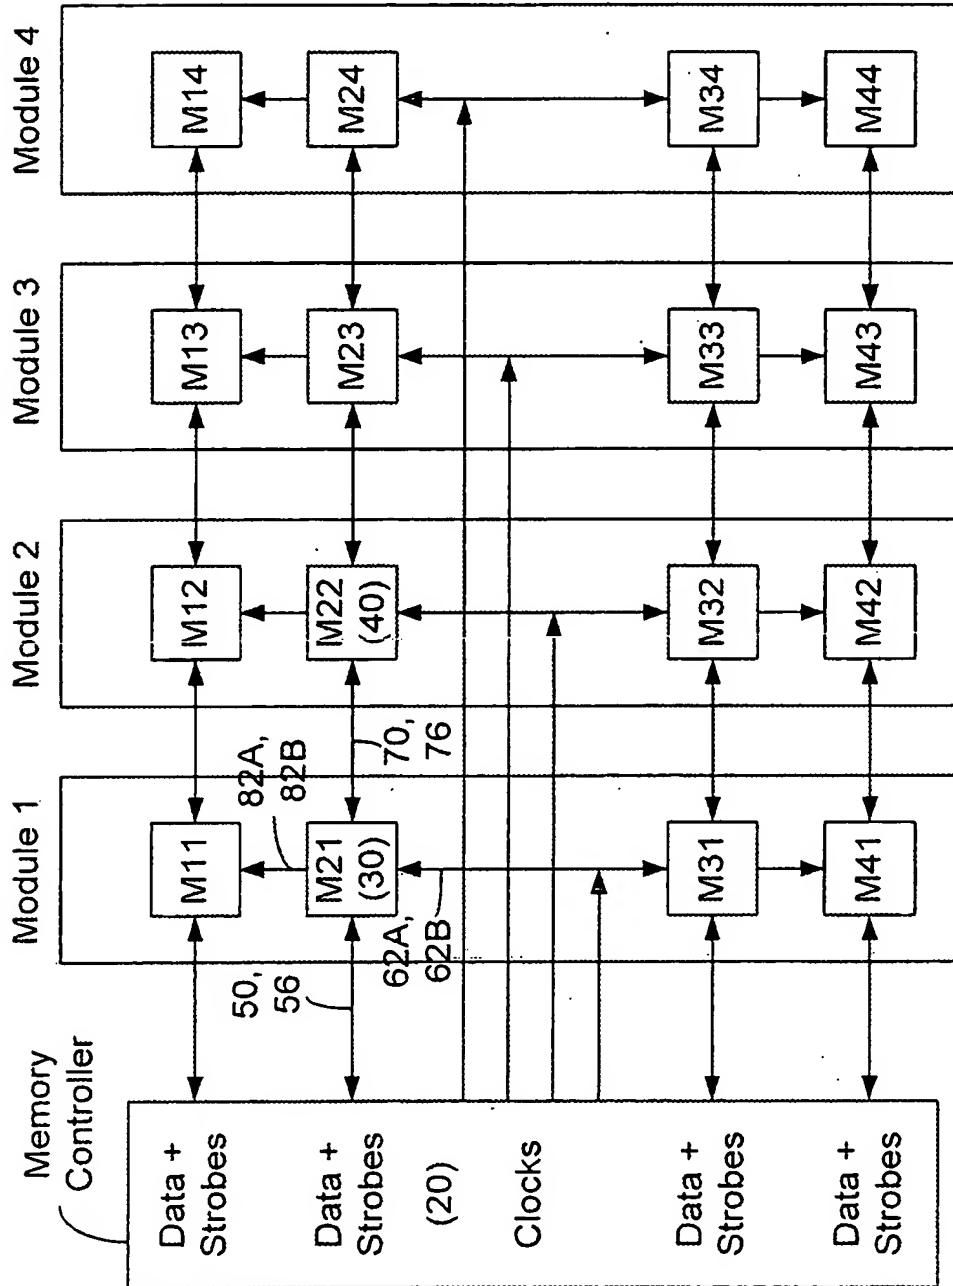 Memory
Controller
Data +
Strobes
Data +
Strobes
(20)
Clocks
Data +
Strobes
Data +
Strobes
50,
56
Module 1
M11
82A,
82B
M21
(30)
62A,
62B
M31
M41
70,
76
Module 2
M12
M22
(40)
M32
M42
Module 3
M13
M23
M33
M43
Module 4
M14
M24
M34
M44